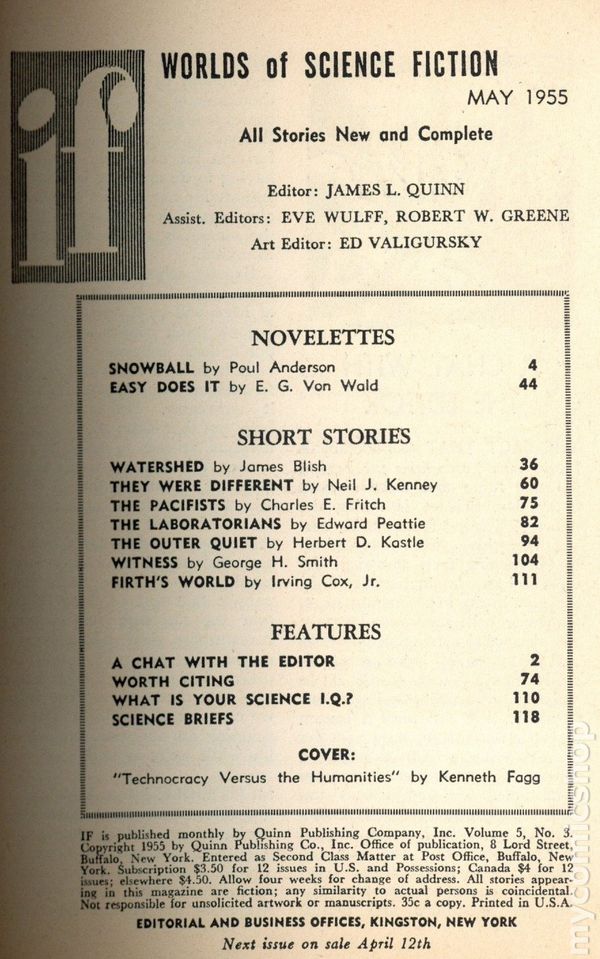 if
WORLDS of SCIENCE FICTION
MAY 1955
All Stories New and Complete
Editor: JAMES L. QUINN
Assist. Editors: EVE WULFF, ROBERT W. GREENE
Art Editor: ED VALIGURSKY
NOVELETTES
SNOWBALL by Poul Anderson 4
EASY DOES IT by E. G. Von Wald 44
SHORT STORIES
WATERSHED by James Blish 36
THEY WERE DIFFERENT by Neil J. Kenney 60
THE PACIFISTS by Charles E. Fritch 75
THE LABORATORIANS by Edward Peattie 82
THE OUTER QUIET by Herbert D. Kastle 94
WITNESS by George H. Smith 104
FIRTH'S WORLD by Irving Cox, Jr. 111
FEATURES
A CHAT WITH THE EDITOR 2
WORTH CITING 74
WHAT IS YOUR SCIENCE I.Q.? 110
SCIENCE BRIEFS 118
COVER:
"Technocracy Versus the Humanities" by Kenneth Fagg
IF is published monthly by Quinn Publishing Company, Inc. Volume 5, No. 3.
Copyright 1955 by Quinn Publishing Co., Inc. Office of publication, 8 Lord Street,
Buffalo, New York. Entered as Second Class Matter at Post Office, Buffalo, New
York. Subscription $3.50 for 12 issues in U.S. and Possessions; Canada $4 for 12
issues; elsewhere $4.50. Allow four weeks for change of address. All stories appear-
ing in this magazine are fiction; any similarity to actual persons is coincidental.
Not responsible for unsolicited artwork or manuscripts. 35c a copy. Printed in U.S.A.
EDITORIAL AND BUSINESS OFFICES, KINGSTON, NEW YORK
Next issue on sale April 12th
mycomicshop